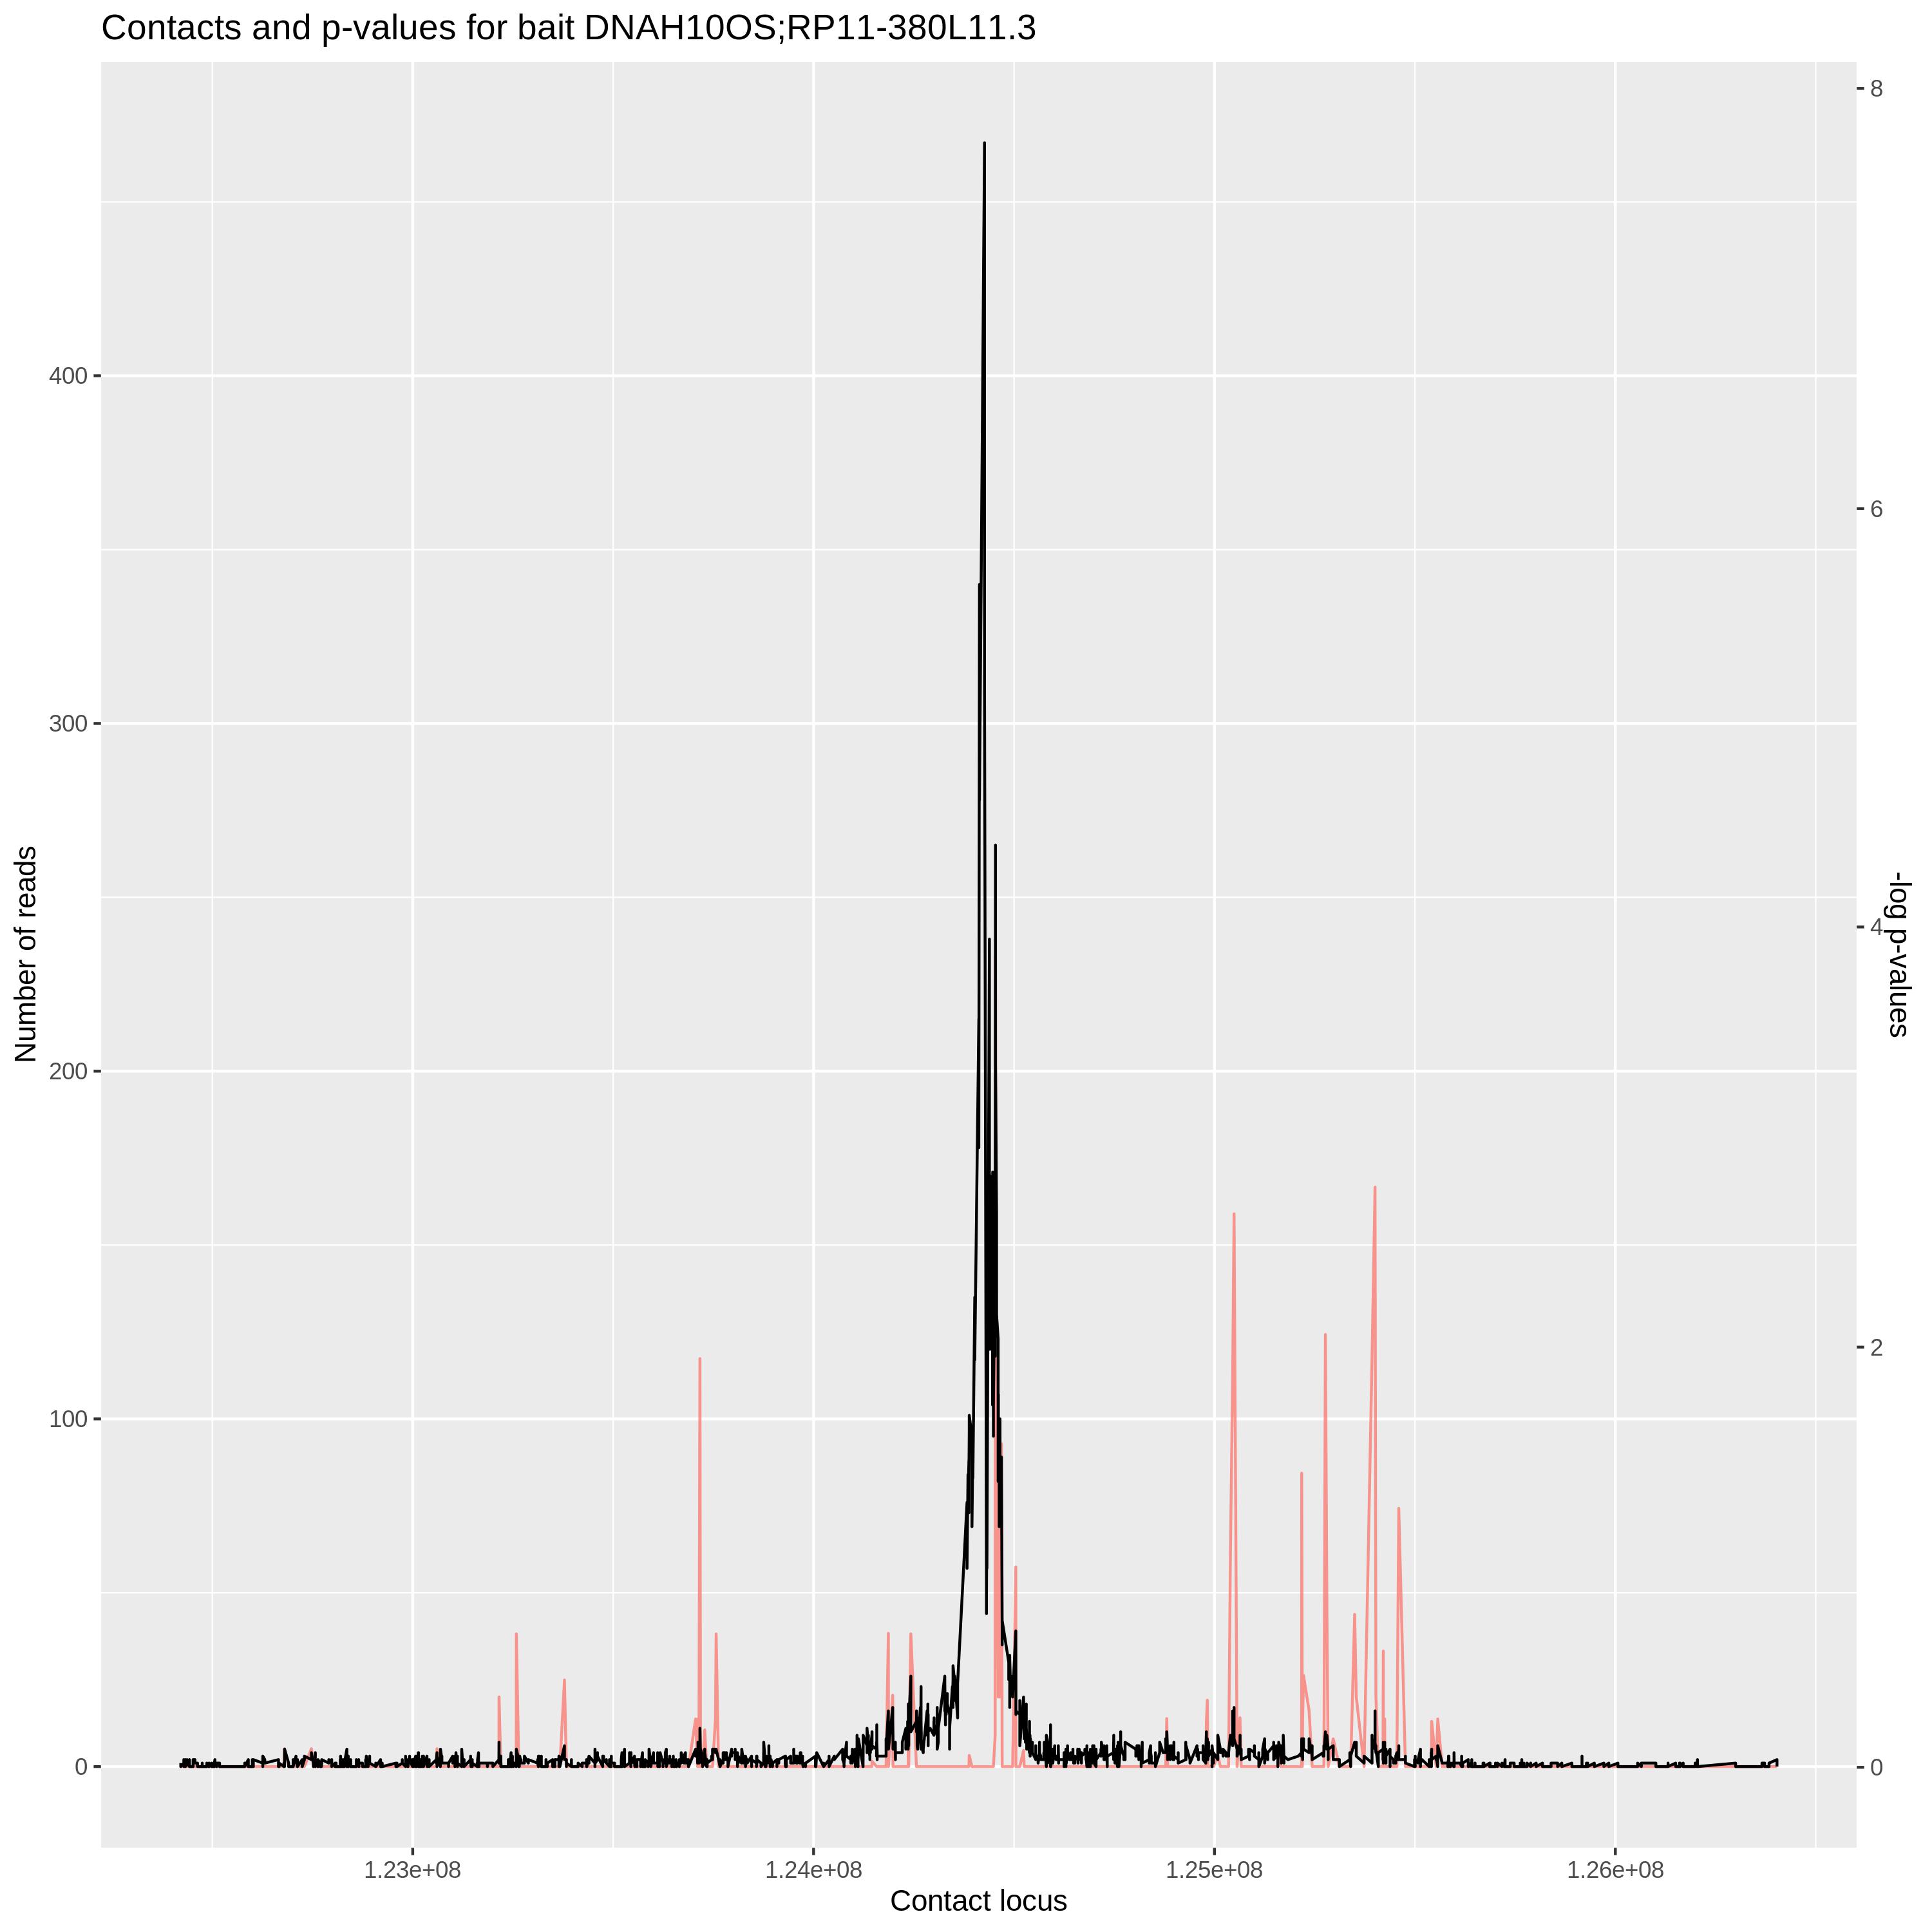 Contacts and p-values for bait DNAH10OS;RP11-380L11.3
Number of reads
400
300
200
100
0
8
6
4
2
0
-log p-values
1.23e+08
1.24e+08
1.25e+08
1.26e+08
Contact locus